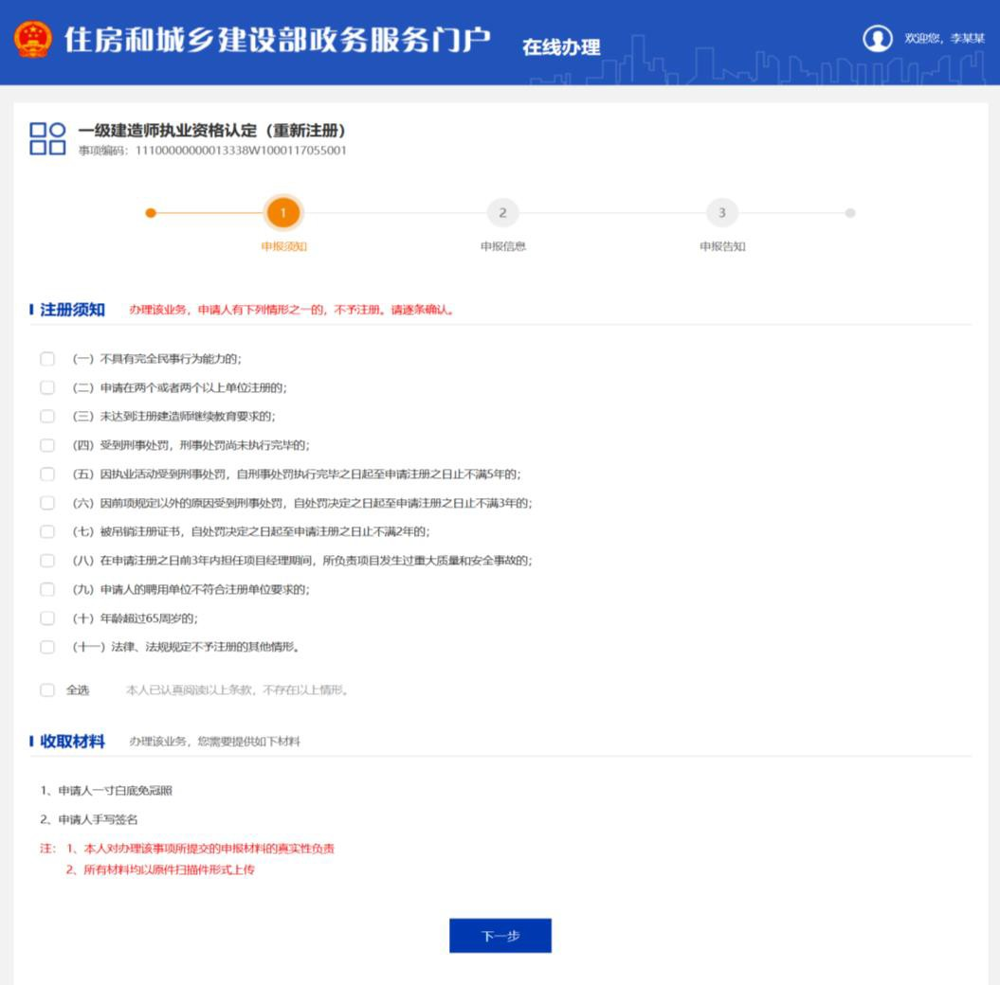 住房和城乡建设部政务服务门户 在线办理 欢迎您，李某某
一级建造师执业资格认定（重新注册）
事项编码：11100000000013338W1000117055001
1 2 3
申报须知 申报信息 申报告知
注册须知 办理该业务，申请人有下列情形之一的，不予注册。请逐条确认。
（一）不具有完全民事行为能力的；
（二）申请在两个或者两个以上单位注册的；
（三）未达到注册建造师继续教育要求的；
（四）受到刑事处罚，刑事处罚尚未执行完毕的；
（五）因执业活动受到刑事处罚，自刑事处罚执行完毕之日起至申请注册之日止不满5年的；
（六）因前项规定以外的原因受到刑事处罚，自处罚决定之日起至申请注册之日止不满3年的；
（七）被吊销注册证书，自处罚决定之日起至申请注册之日止不满2年的；
（八）在申请注册之日前3年内担任项目经理期间，所负责项目发生过重大质量和安全事故的；
（九）申请人的聘用单位不符合注册单位要求的；
（十）年龄超过65周岁的；
（十一）法律、法规规定不予注册的其他情形。
全选 本人已认真阅读以上条款，不存在以上情形。
收取材料 办理该业务，您需要提供如下材料
1、申请人一寸白底免冠照
2、申请人手写签名
注：1、本人对办理该事项所提交的申报材料的真实性负责
2、所有材料均以原件扫描件形式上传
下一步